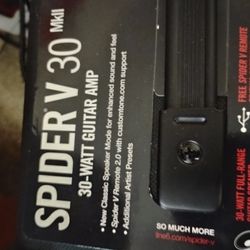 SPIDER V 30 MkII
30-WATT GUITAR AMP
• New Classic Speaker Mode for enhanced sound and feel
• Spider V Remote 2.0 with customtone.com support
• Additional Artist Presets
SO MUCH MORE
line6.com/spider-v
FREE SPIDER V REMOTE
30-WATT FULL-RANGE